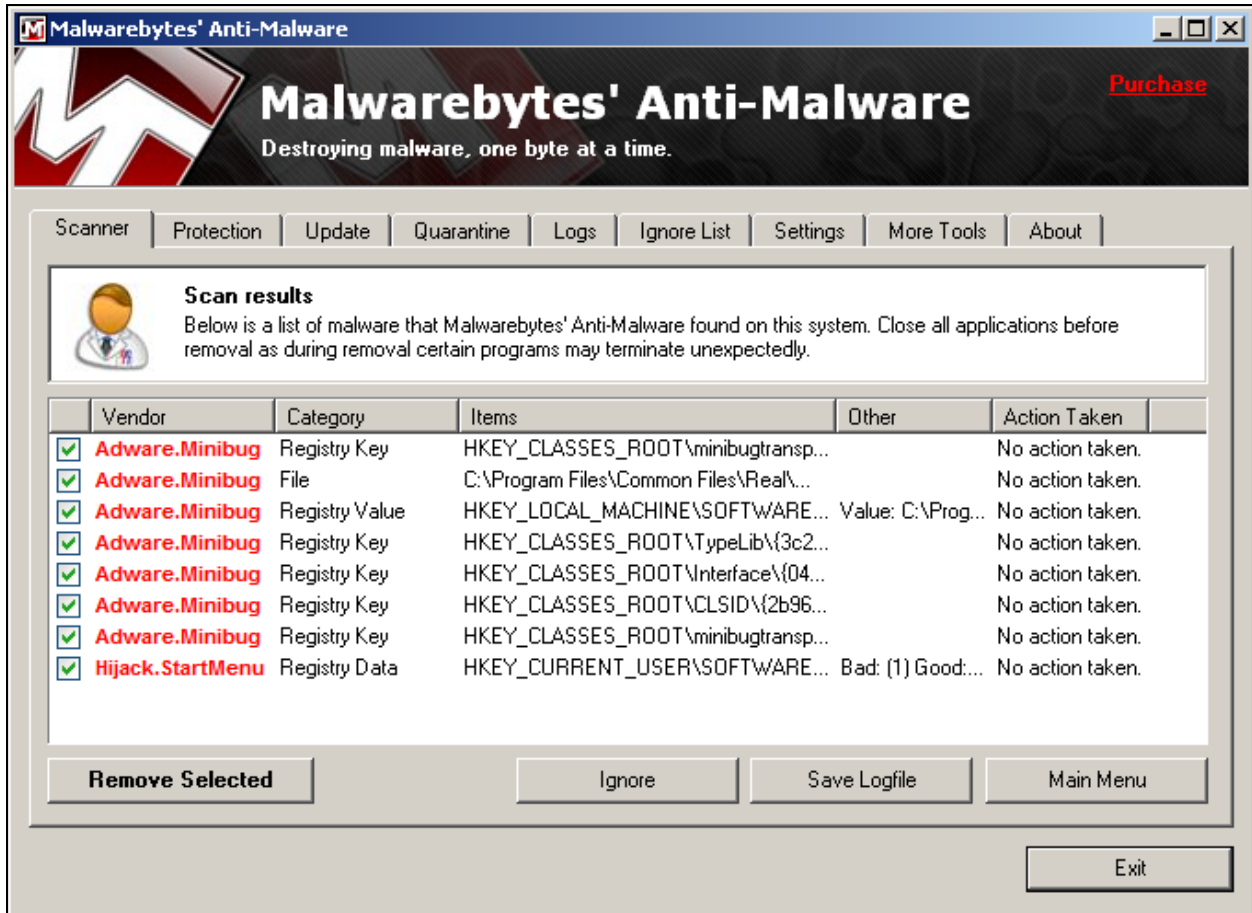 Malwarebytes' Anti-Malware
Malwarebytes' Anti-Malware
Purchase
Destroying malware, one byte at a time.
Scanner Protection Update Quarantine Logs Ignore List Settings More Tools About
Scan results
Below is a list of malware that Malwarebytes' Anti-Malware found on this system. Close all applications before
removal as during removal certain programs may terminate unexpectedly.
Vendor Category Items Other Action Taken
Adware.Minibug Registry Key HKEY_CLASSES_ROOT\minibugtransp... No action taken.
Adware.Minibug File C:\Program Files\Common Files\Real\... No action taken.
Adware.Minibug Registry Value HKEY_LOCAL_MACHINE\SOFTWARE... Value: C:\Prog... No action taken.
Adware.Minibug Registry Key HKEY_CLASSES_ROOT\TypeLib\{3c2... No action taken.
Adware.Minibug Registry Key HKEY_CLASSES_ROOT\Interface\{04... No action taken.
Adware.Minibug Registry Key HKEY_CLASSES_ROOT\CLSID\{2b96... No action taken.
Adware.Minibug Registry Key HKEY_CLASSES_ROOT\minibugtransp... No action taken.
Hijack.StartMenu Registry Data HKEY_CURRENT_USER\SOFTWARE... Bad: (1) Good:... No action taken.
Remove Selected Ignore Save Logfile Main Menu
Exit